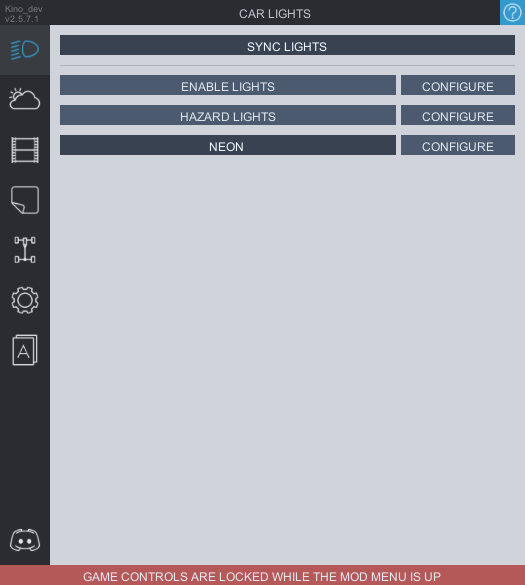 Kino_dev
v2.5.7.1
CAR LIGHTS
SYNC LIGHTS
ENABLE LIGHTS CONFIGURE
HAZARD LIGHTS CONFIGURE
NEON CONFIGURE
A
GAME CONTROLS ARE LOCKED WHILE THE MOD MENU IS UP